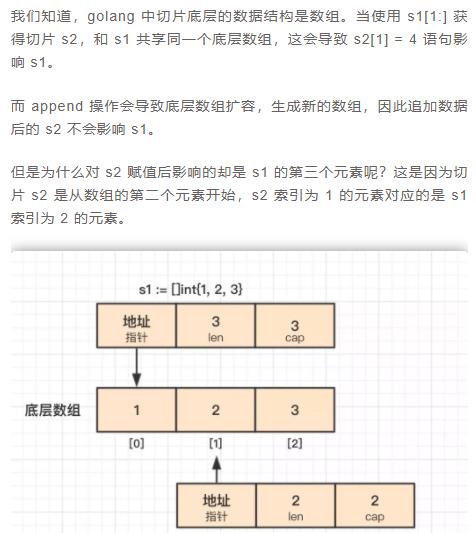 我们知道，golang 中切片底层的数据结构是数组。当使用 s1[1:] 获
得切片 s2，和 s1 共享同一个底层数组，这会导致 s2[1] = 4 语句影
响 s1。
而 append 操作会导致底层数组扩容，生成新的数组，因此追加数据
后的 s2 不会影响 s1。
但是为什么对 s2 赋值后影响的却是 s1 的第三个元素呢？这是因为切
片 s2 是从数组的第二个元素开始，s2 索引为 1 的元素对应的是 s1
索引为 2 的元素。
s1 := []int{1, 2, 3}
地址 3 3
指针 len cap
底层数组 1 2 3
[0] [1] [2]
地址 2 2
指针 len cap